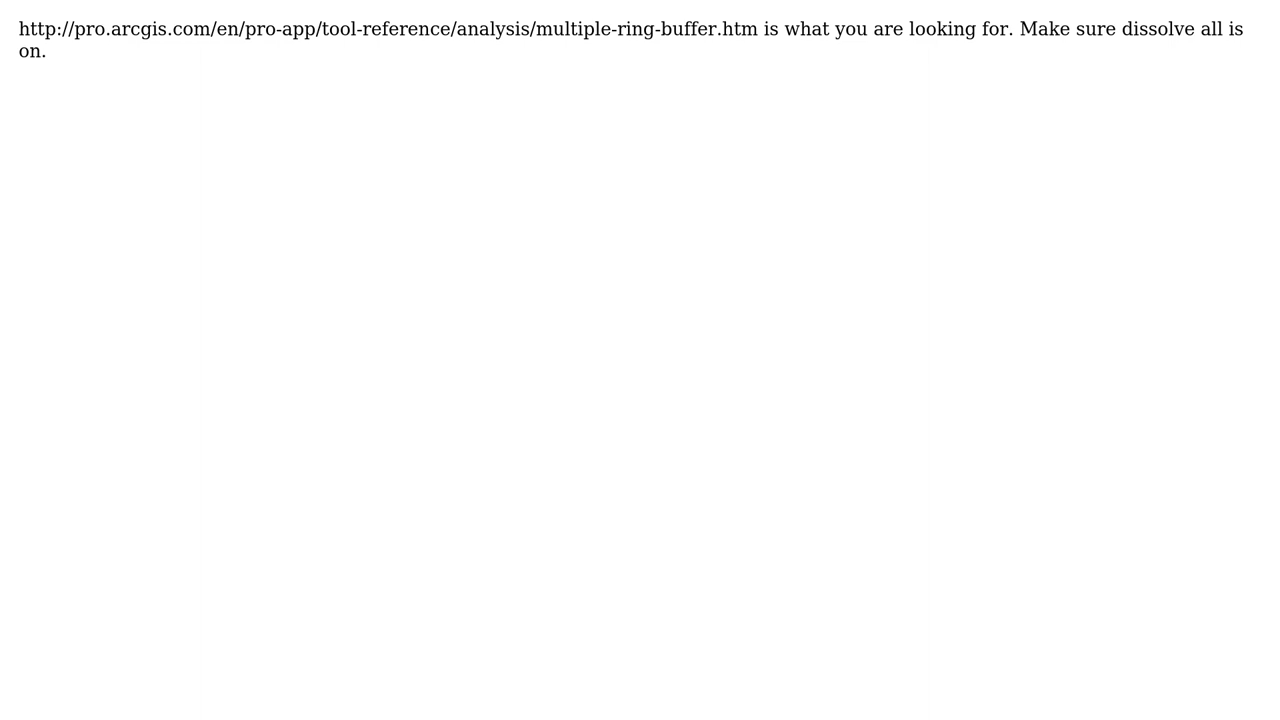 http://pro.arcgis.com/en/pro-app/tool-reference/analysis/multiple-ring-buffer.htm is what you are looking for. Make sure dissolve all is
on.